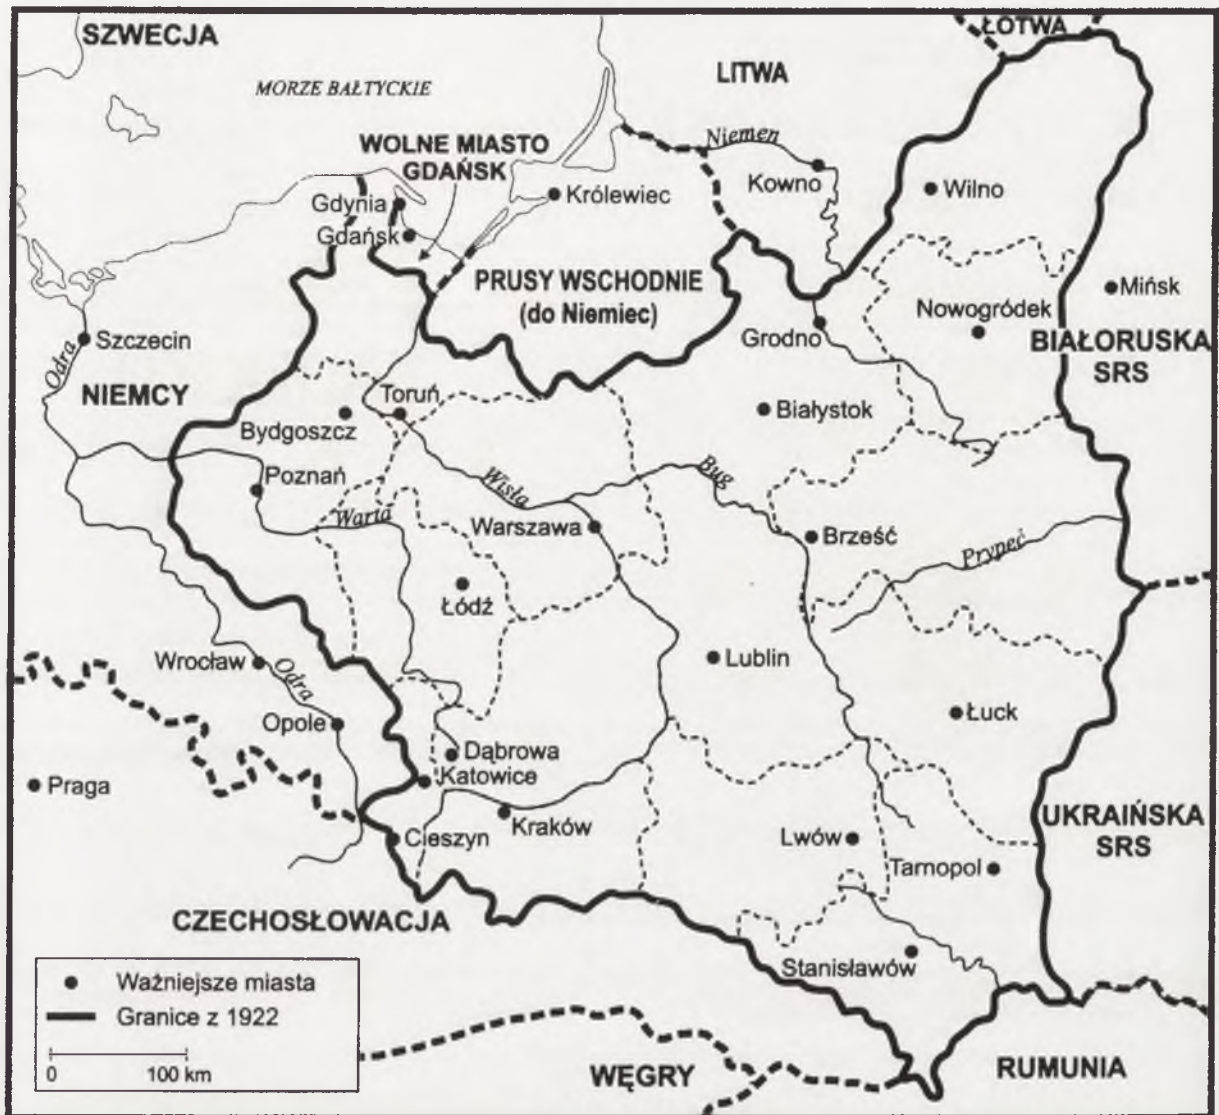 SZWECJA
ŁOTWA
MORZE BAŁTYCKIE
LITWA
WOLNE MIASTO
GDAŃSK
Niemen
Kowno
Wilno
Królewiec
Gdynia
Gdańsk
PRUSY WSCHODNIE
(do Niemiec)
Mińsk
Nowogródek
Grodno
BIAŁORUSKA
SRS
Szczecin
Odra
NIEMCY
Toruń
Bydgoszcz
Białystok
Poznań
Wisła
Bug
Warta
Warszawa
Brześć
Prypeć
Łódź
Wrocław
Odra
Lublin
Opole
Łuck
Dąbrowa
Katowice
Praga
Kraków
Cieszyn
Lwów
Tarnopol
UKRAIŃSKA
SRS
CZECHOSŁOWACJA
Stanisławów
Ważniejsze miasta
Granice z 1922
0 100 km
WĘGRY
RUMUNIA